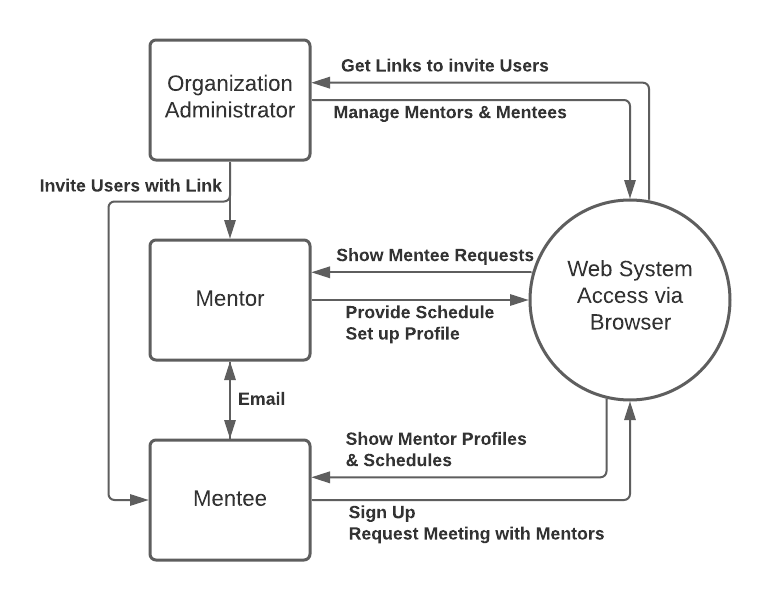 Organization
Administrator
Get Links to invite Users
Manage Mentors & Mentees
Invite Users with Link
Mentor
Show Mentee Requests
Provide Schedule
Set up Profile
Web System
Access via
Browser
Email
Mentee
Show Mentor Profiles
& Schedules
Sign Up
Request Meeting with Mentors